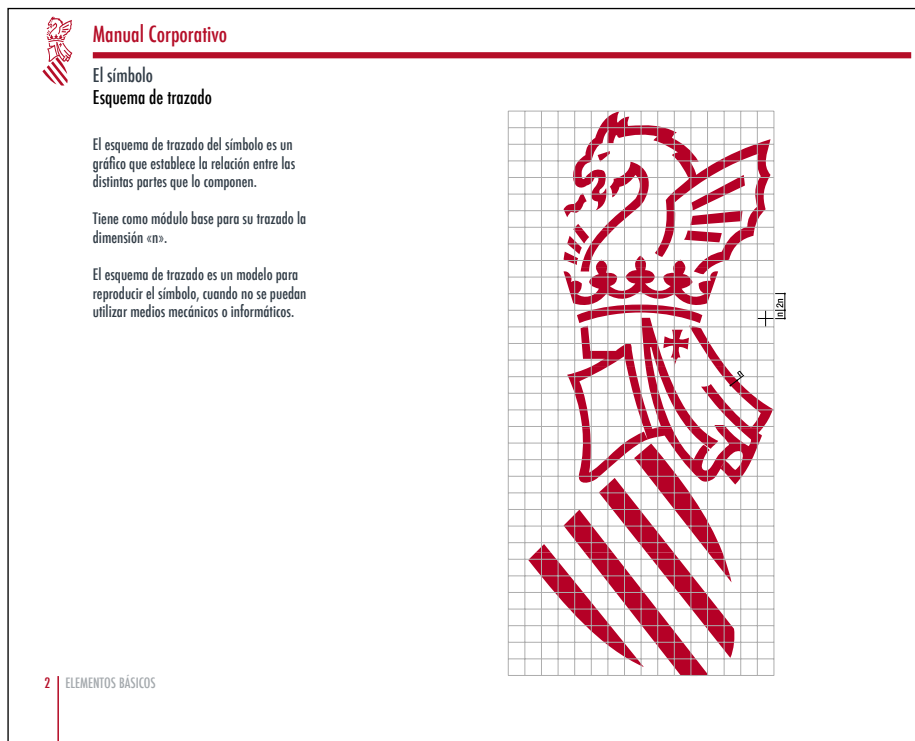 Manual Corporativo
El símbolo
Esquema de trazado
El esquema de trazado del símbolo es un
gráfico que establece la relación entre las
distintas partes que lo componen.
Tiene como módulo base para su trazado la
dimensión «n».
El esquema de trazado es un modelo para
reproducir el símbolo, cuando no se puedan
utilizar medios mecánicos o informáticos.
n 2n
n
2 ELEMENTOS BÁSICOS